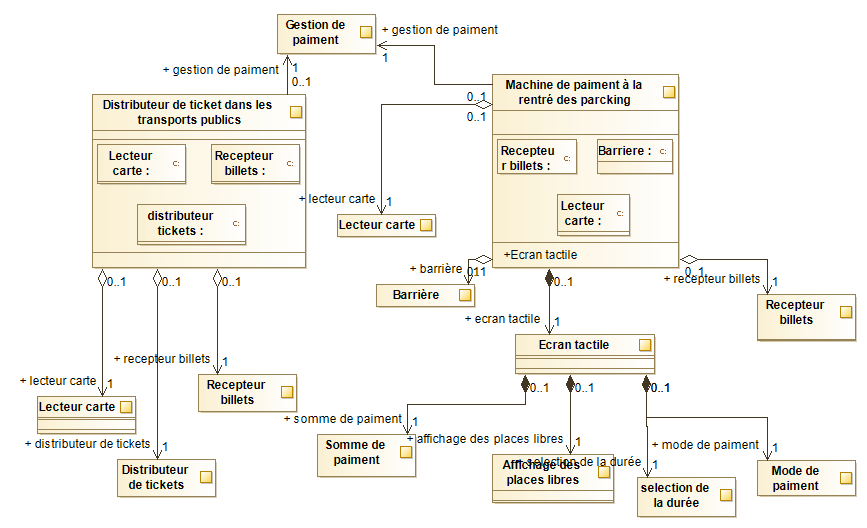 Gestion de
paiment
+ gestion de paiment
1
+ gestion de paiment
1
0..1
Distributeur de ticket dans les
transports publics
Lecteur
carte :
C:
Recepteur
billets :
C:
distributeur
tickets :
C:
Machine de paiment à la
rentré des parcking
0..1
0..1
Recepteu
r billets :
C:
Barriere :
C:
Lecteur
carte :
C:
+Ecran tactile
+ lecteur carte
1
Lecteur carte
+ barrière
0..1
1
Barrière
0..1
+ ecran tactile
1
0..1
+ recepteur billets
1
Recepteur
billets
Ecran tactile
0..1
0..1
0..1
0..1
0..1
0..1
+ recepteur billets
1
+ lecteur carte
1
Recepteur
billets
Lecteur carte
+ distributeur de tickets
1
Distributeur
de tickets
+ somme de paiment
1
Somme de
paiment
+ affichage des places libres
1
Affichage des
places libres
+ selection de la durée
1
selection de
la durée
+ mode de paiment
1
Mode de
paiment